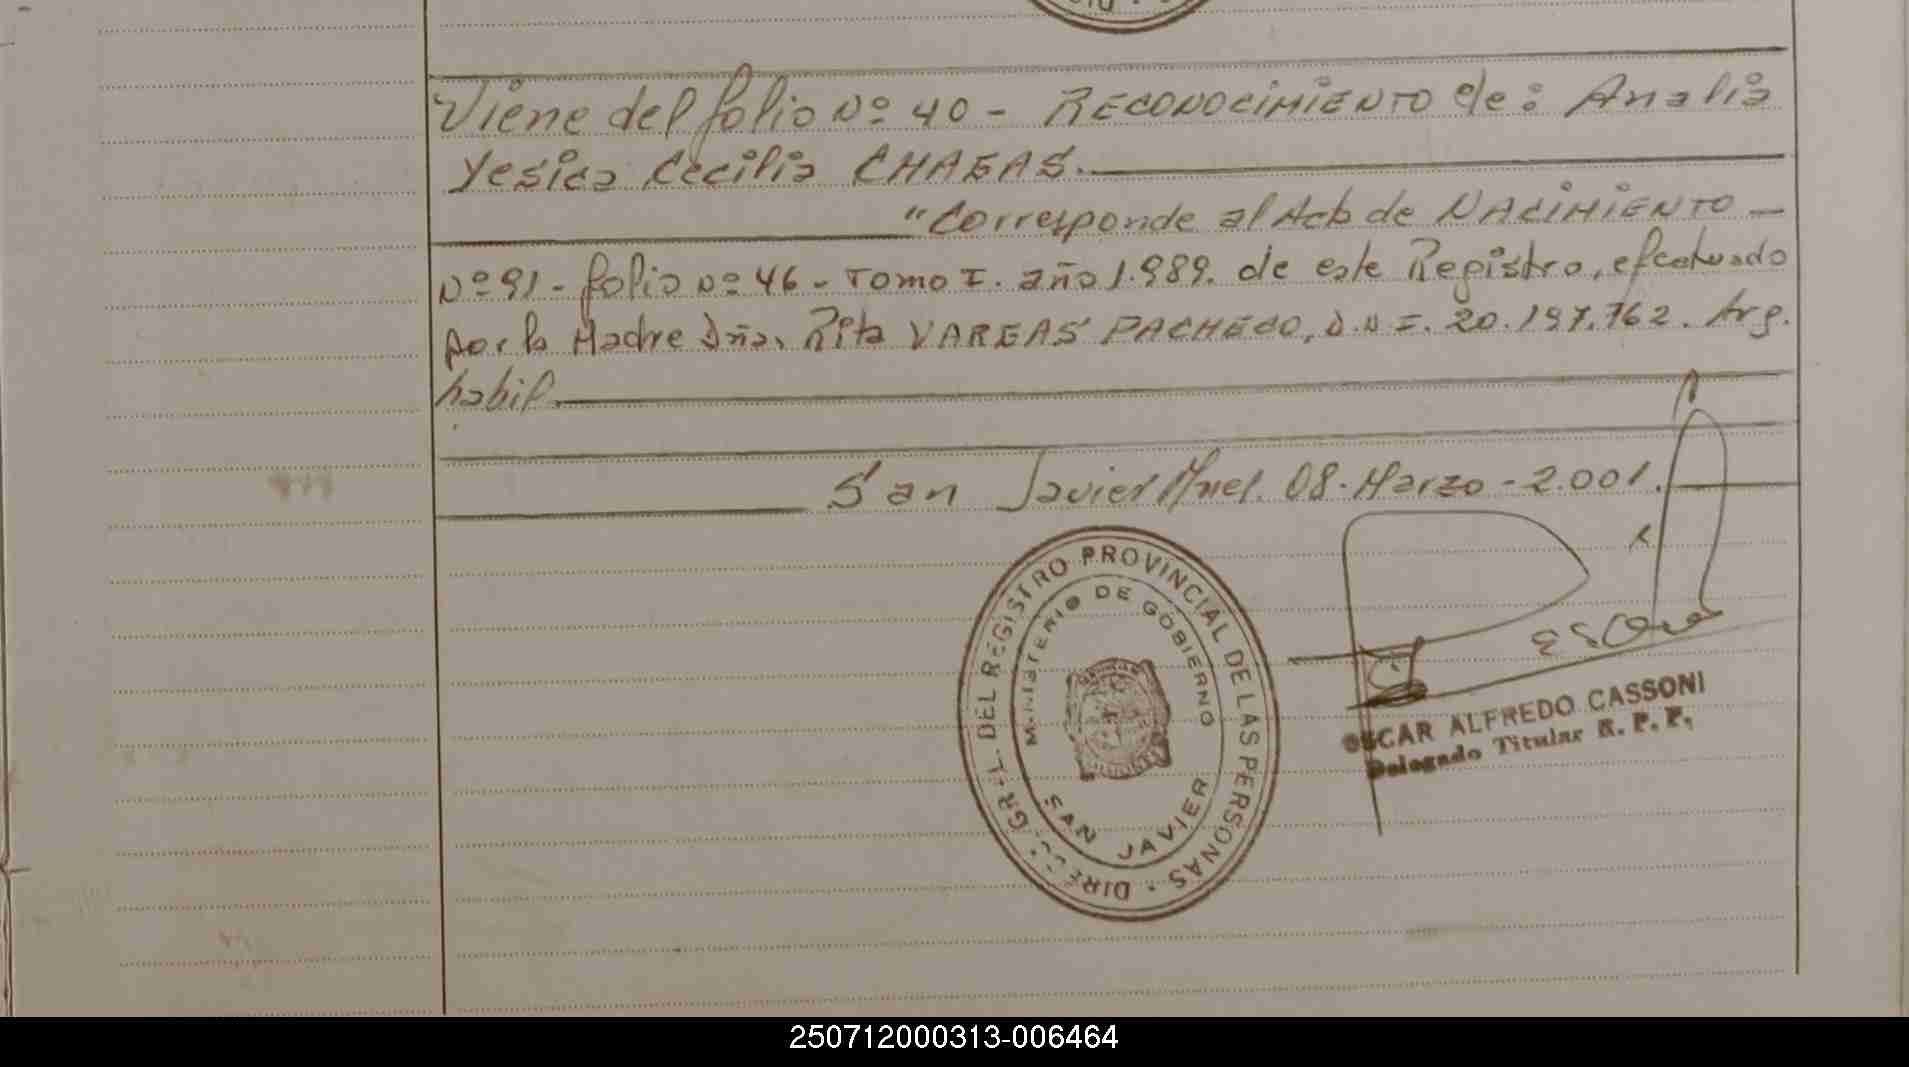 Viene del folio Nº 40 - RECONOCIMIENTO de: Analia
Yesica Cecilia CHAGAS.
"Corresponde al Acta de NACIMIENTO -
Nº 91 - folio Nº 46 - Tomo I. año 1.989. de este Registro, efectuado
por la Madre Dña. Rita VARGAS PACHECO, D.N.I. 20.197.762. Arg.
habil.
San Javier Mnes. 08. Marzo - 2.001.
DIRECC. GRAL. DEL REGISTRO PROVINCIAL DE LAS PERSONAS
MINISTERIO DE GOBIERNO
SAN JAVIER
OSCAR ALFREDO CASSONI
Delegado Titular R. P. P.
250712000313-006464